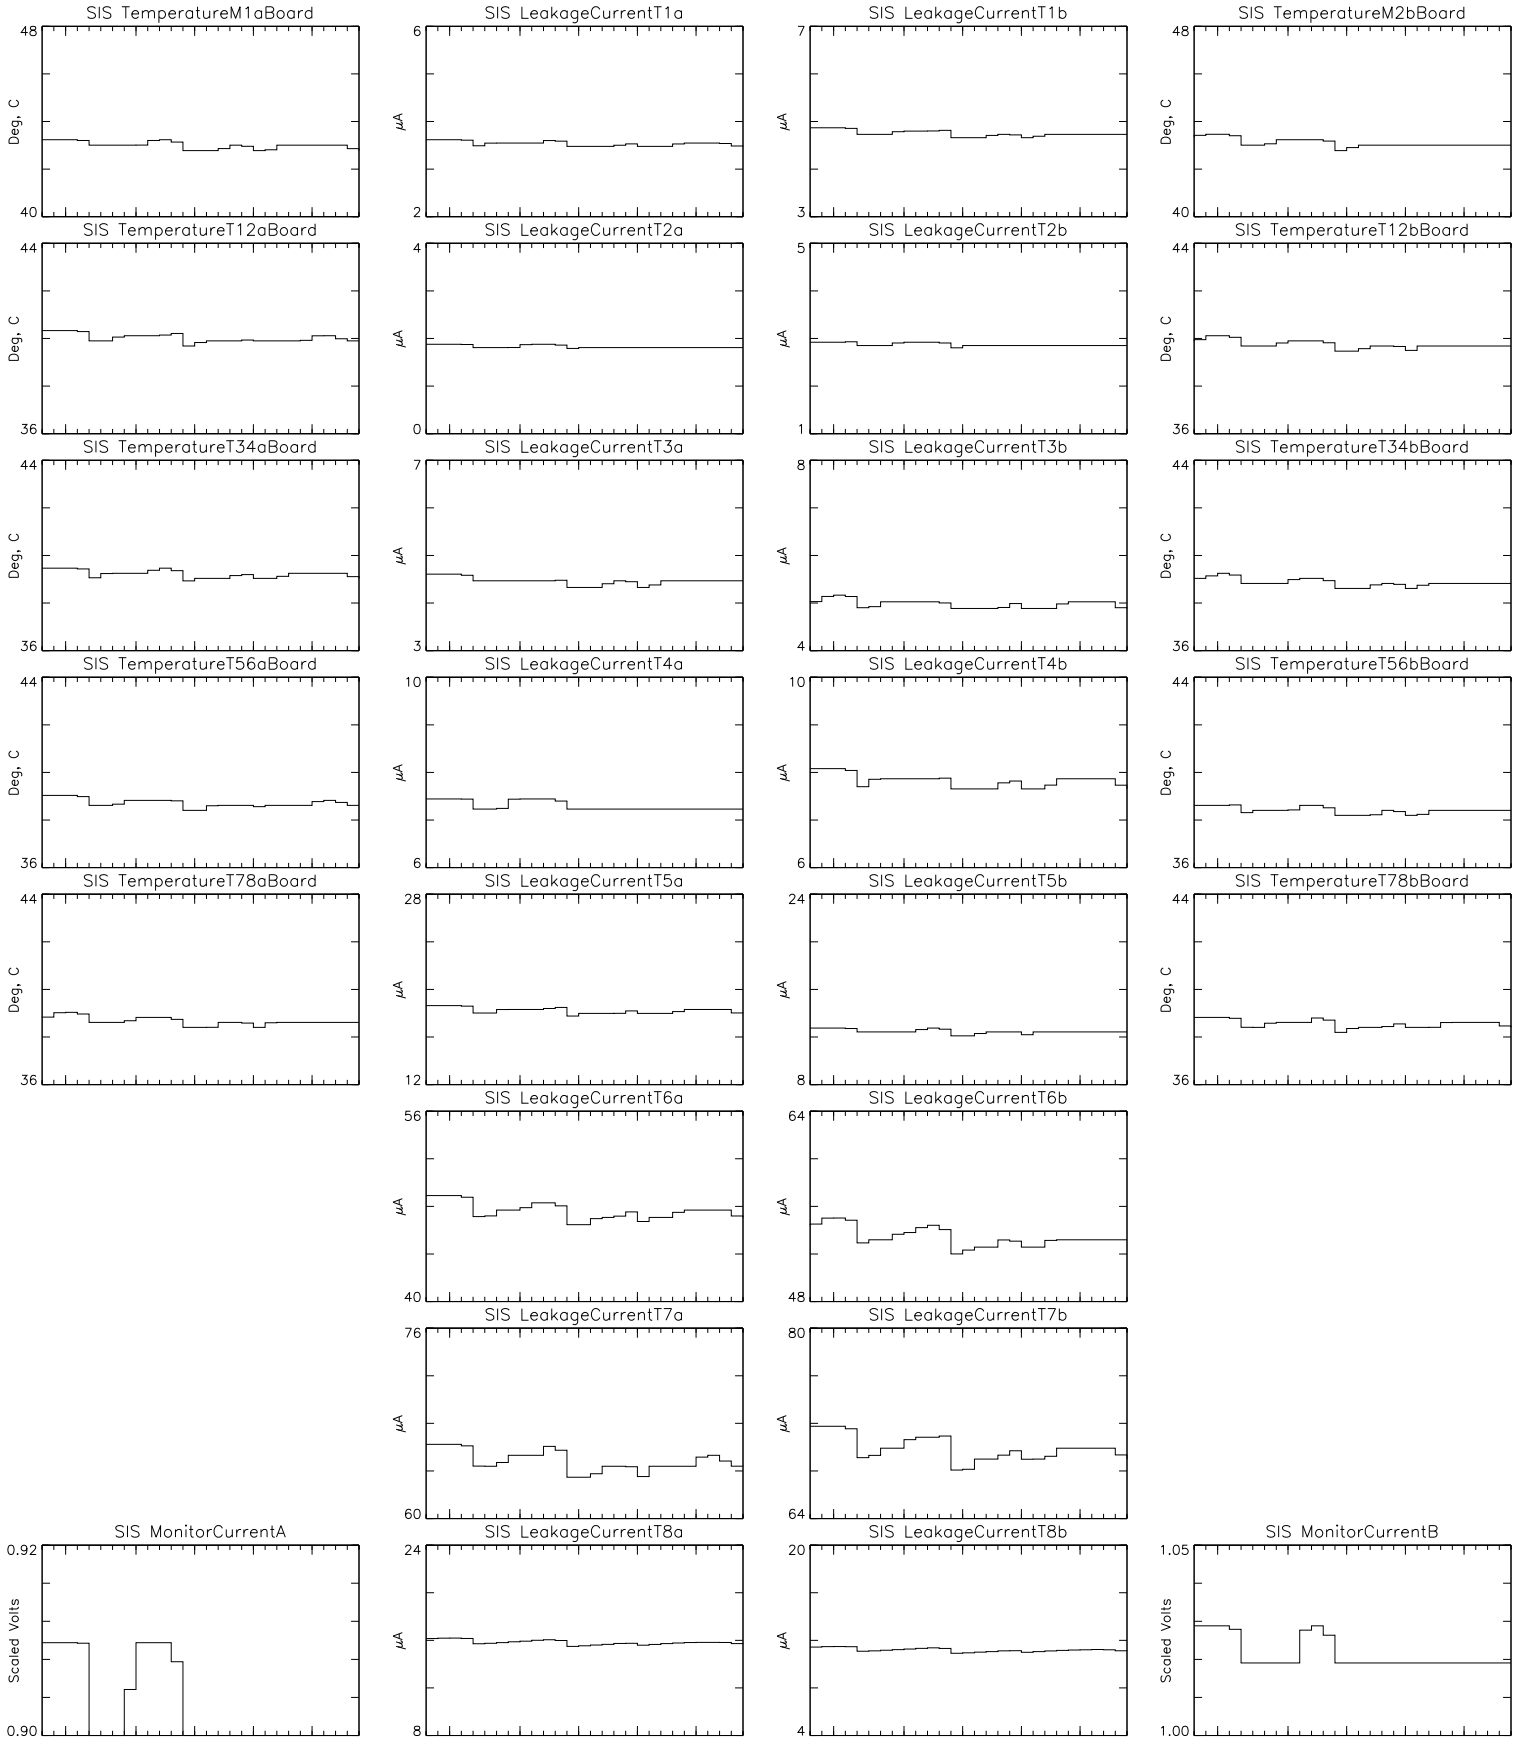 SIS TemperatureM1aBoard
48
Deg, C
40
SIS LeakageCurrentT1a
6
μA
2
SIS LeakageCurrentT1b
7
μA
3
SIS TemperatureM2bBoard
48
Deg, C
40
SIS TemperatureT12aBoard
44
Deg, C
36
SIS LeakageCurrentT2a
4
μA
0
SIS LeakageCurrentT2b
5
μA
1
SIS TemperatureT12bBoard
44
Deg, C
36
SIS TemperatureT34aBoard
44
Deg, C
36
SIS LeakageCurrentT3a
7
μA
3
SIS LeakageCurrentT3b
8
μA
4
SIS TemperatureT34bBoard
44
Deg, C
36
SIS TemperatureT56aBoard
44
Deg, C
36
SIS LeakageCurrentT4a
10
μA
6
SIS LeakageCurrentT4b
10
μA
6
SIS TemperatureT56bBoard
44
Deg, C
36
SIS TemperatureT78aBoard
44
Deg, C
36
SIS LeakageCurrentT5a
28
μA
12
SIS LeakageCurrentT5b
24
μA
8
SIS TemperatureT78bBoard
44
Deg, C
36
SIS LeakageCurrentT6a
56
μA
40
SIS LeakageCurrentT6b
64
μA
48
SIS LeakageCurrentT7a
76
μA
60
SIS LeakageCurrentT7b
80
μA
64
SIS MonitorCurrentA
0.92
Scaled Volts
0.90
SIS LeakageCurrentT8a
24
μA
8
SIS LeakageCurrentT8b
20
μA
4
SIS MonitorCurrentB
1.05
Scaled Volts
1.00